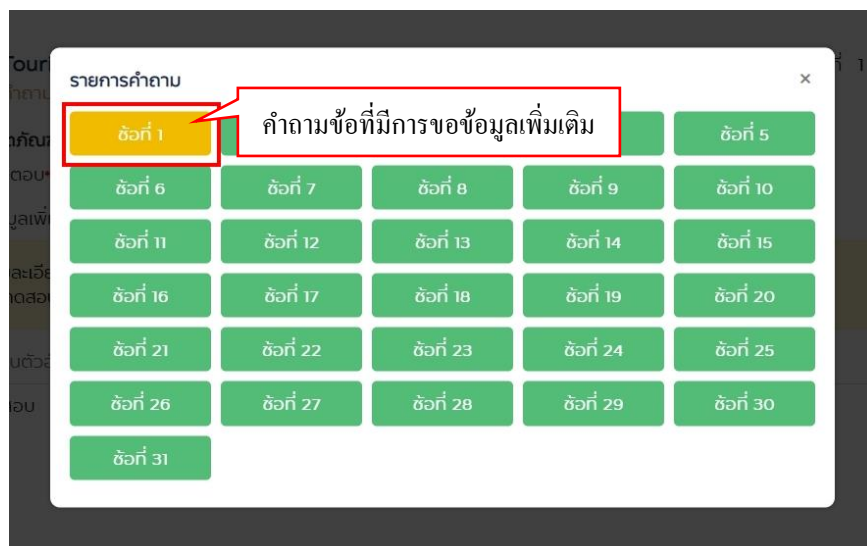 รายการคำถาม
×
ที่ 1
ข้อที่ 1
คำถามข้อที่มีการขอข้อมูลเพิ่มเติม
ข้อที่ 5
ข้อที่ 6 ข้อที่ 7 ข้อที่ 8 ข้อที่ 9 ข้อที่ 10
ข้อที่ 11 ข้อที่ 12 ข้อที่ 13 ข้อที่ 14 ข้อที่ 15
ข้อที่ 16 ข้อที่ 17 ข้อที่ 18 ข้อที่ 19 ข้อที่ 20
ข้อที่ 21 ข้อที่ 22 ข้อที่ 23 ข้อที่ 24 ข้อที่ 25
ข้อที่ 26 ข้อที่ 27 ข้อที่ 28 ข้อที่ 29 ข้อที่ 30
ข้อที่ 31